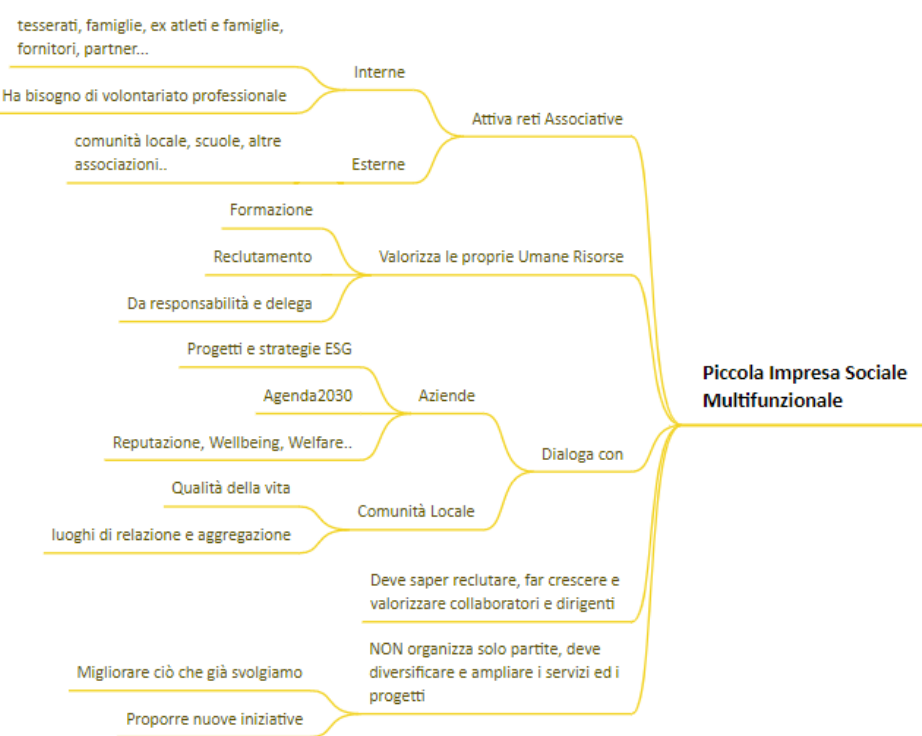 tesserati, famiglie, ex atleti e famiglie,
fornitori, partner...
Interne
Ha bisogno di volontariato professionale
Attiva reti Associative
comunità locale, scuole, altre
associazioni..
Esterne
Formazione
Reclutamento
Valorizza le proprie Umane Risorse
Da responsabilità e delega
Progetti e strategie ESG
Agenda2030
Aziende
Reputazione, Wellbeing, Welfare..
Dialoga con
Qualità della vita
Comunità Locale
luoghi di relazione e aggregazione
Deve saper reclutare, far crescere e
valorizzare collaboratori e dirigenti
NON organizza solo partite, deve
diversificare e ampliare i servizi ed i
progetti
Migliorare ciò che già svolgiamo
Proporre nuove iniziative
Piccola Impresa Sociale
Multifunzionale